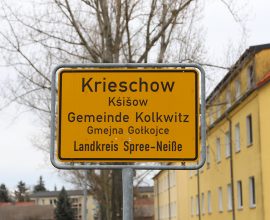 Krieschow
Kśišow
Gemeinde Kolkwitz
Gmejna Gołkojce
Landkreis Spree-Neiße